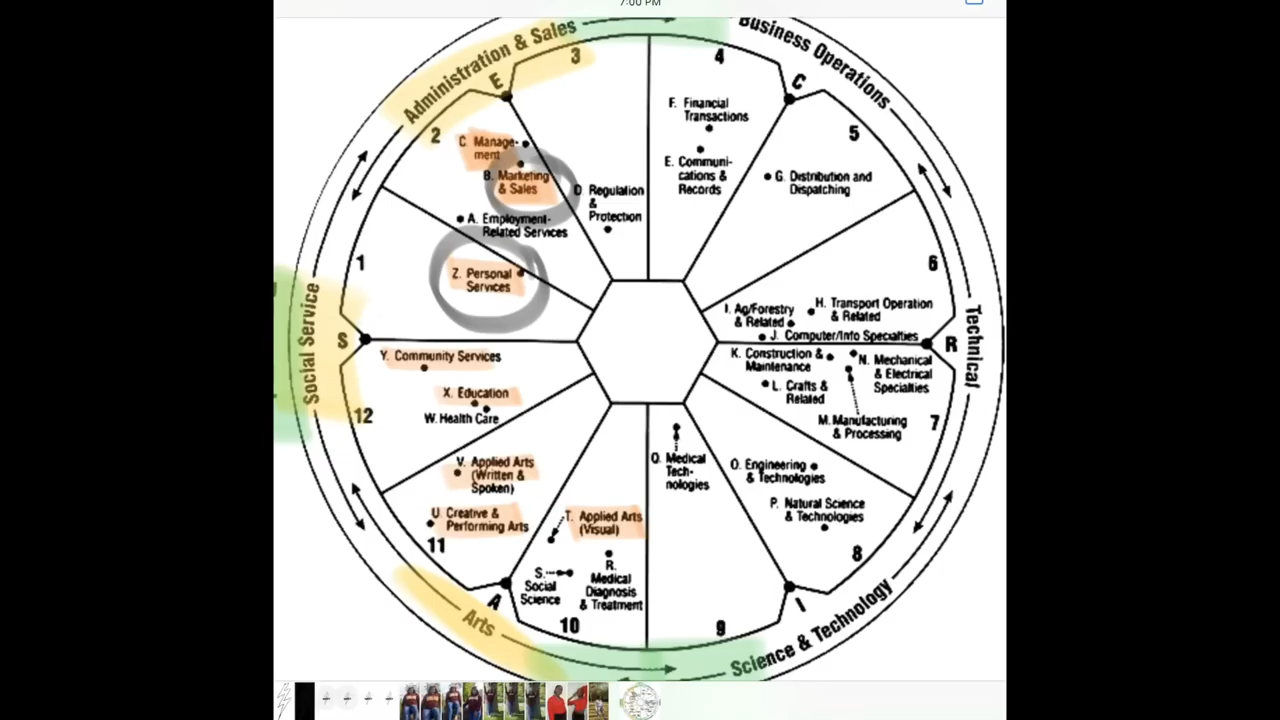 7:00 PM
Administration & Sales
Business Operations
Technical
Science & Technology
Arts
Social Service
E
C
R
I
A
S
3
4
2
5
1
6
12
7
11
8
10
9
C. Manage-
ment
B. Marketing
& Sales
A. Employment-
Related Services
D. Regulation
&
Protection
F. Financial
Transactions
E. Communi-
cations &
Records
G. Distribution and
Dispatching
Z. Personal
Services
I. Ag/Forestry
& Related
H. Transport Operation
& Related
J. Computer/Info Specialties
K. Construction &
Maintenance
N. Mechanical
& Electrical
Specialties
L. Crafts &
Related
M. Manufacturing
& Processing
Y. Community Services
X. Education
W. Health Care
V. Applied Arts
(Written &
Spoken)
U. Creative &
Performing Arts
T. Applied Arts
(Visual)
S.
Social
Science
R.
Medical
Diagnosis
& Treatment
Q. Medical
Tech-
nologies
O. Engineering
& Technologies
P. Natural Science
& Technologies